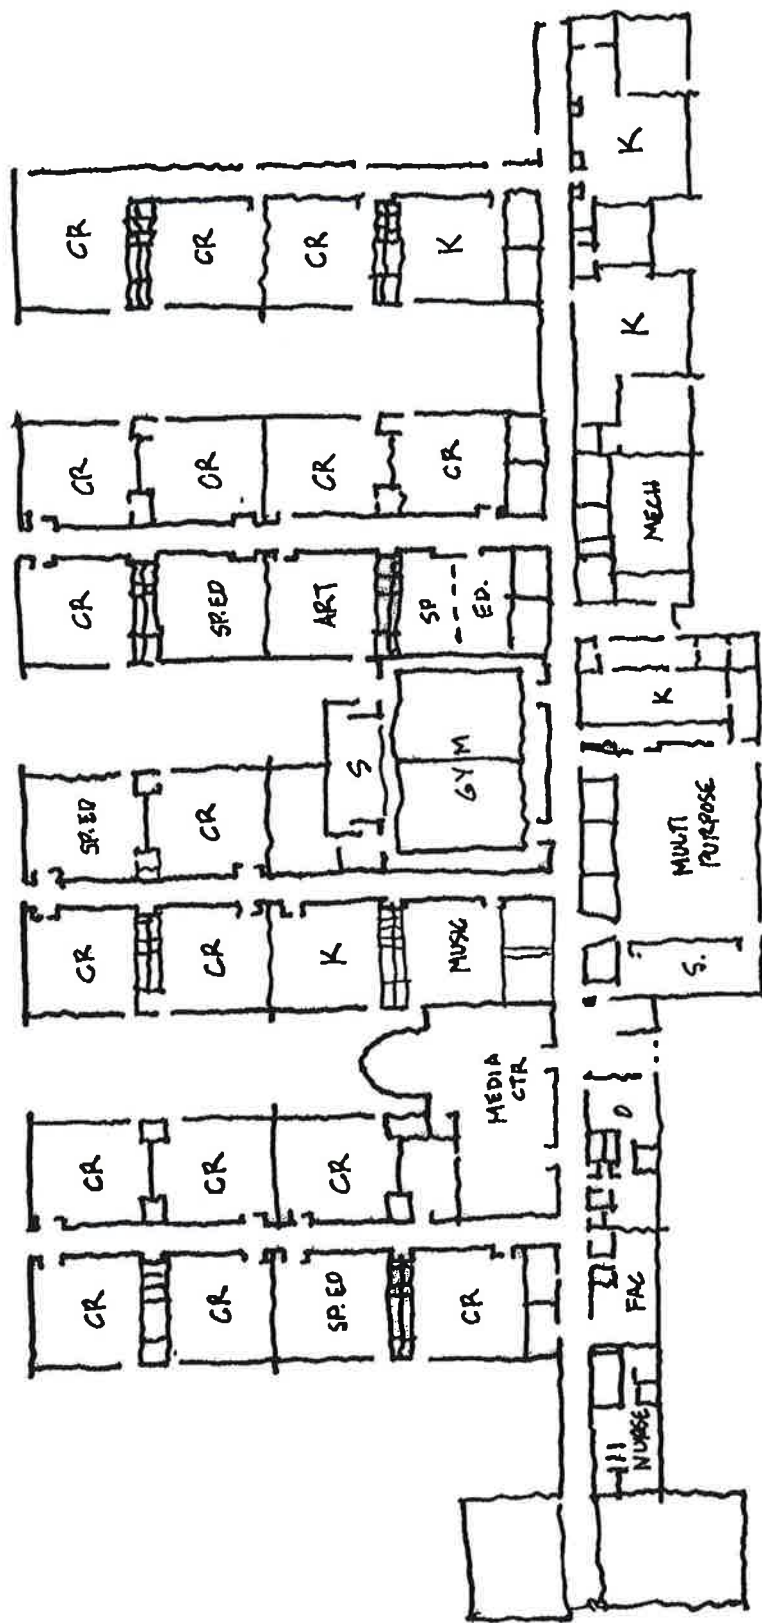 CR
CR
CR
SP.ED
CR
CR
CR
CR
CR
CR
CR
SP.ED
CR
CR
SP.ED
CR
K
S
ART
CR
CR
CR
MEDIA
CTR
MUSIC
GYM
SP
ED.
CR
K
NURSE
FAC
O
S.
MULTI
PURPOSE
K
MECH
K
K